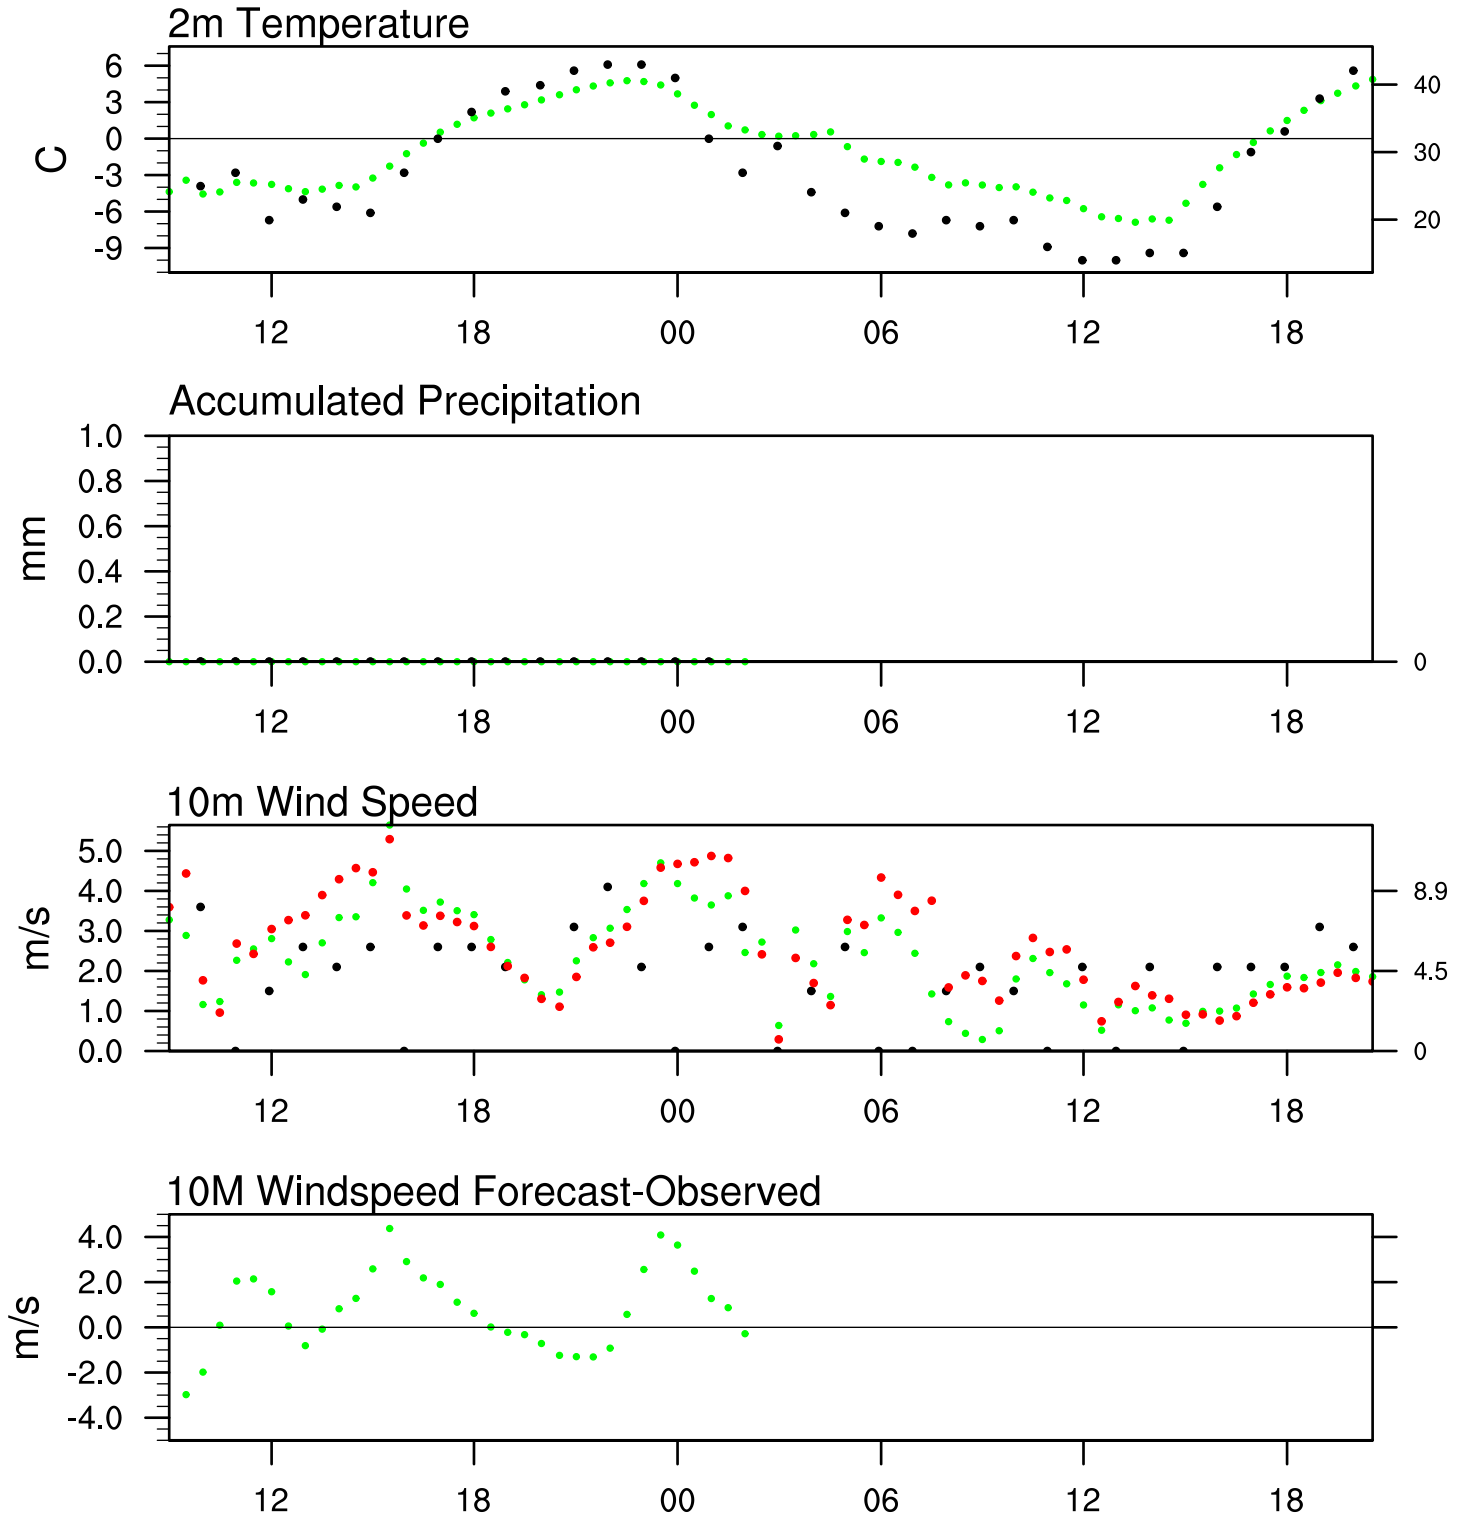 2m Temperature
6
3
0
-3
-6
-9
C
40
30
20
12 18 00 06 12 18
Accumulated Precipitation
1.0
0.8
0.6
0.4
0.2
0.0
mm
0
12 18 00 06 12 18
10m Wind Speed
5.0
4.0
3.0
2.0
1.0
0.0
m/s
8.9
4.5
0
12 18 00 06 12 18
10M Windspeed Forecast-Observed
4.0
2.0
0.0
-2.0
-4.0
m/s
12 18 00 06 12 18